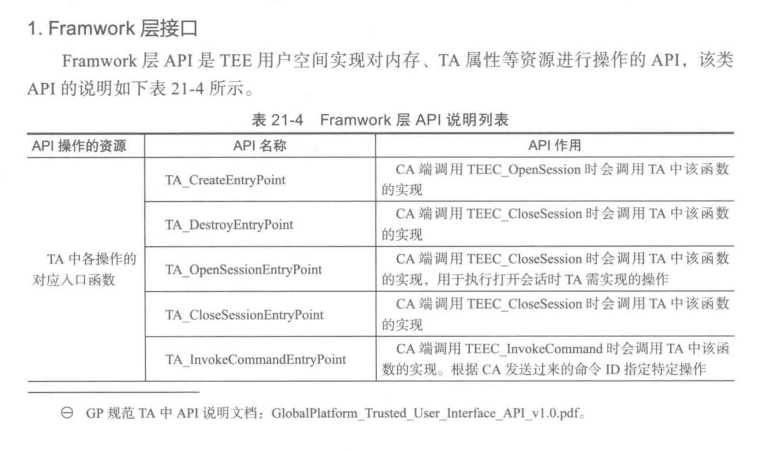 1. Framwork 层接口
Framwork 层 API 是 TEE 用户空间实现对内存、TA 属性等资源进行操作的 API，该类
API 的说明如下表 21-4 所示。
表 21-4 Framwork 层 API 说明列表
API 操作的资源 API 名称 API 作用
TA 中各操作的
对应入口函数
TA_CreateEntryPoint
CA 端调用 TEEC_OpenSession 时会调用 TA 中该函数
的实现
TA_DestroyEntryPoint
CA 端调用 TEEC_CloseSession 时会调用 TA 中该函数
的实现
TA_OpenSessionEntryPoint
CA 端调用 TEEC_CloseSession 时会调用 TA 中该函数
的实现，用于执行打开会话时 TA 需实现的操作
TA_CloseSessionEntryPoint
CA 端调用 TEEC_CloseSession 时会调用 TA 中该函数
的实现
TA_InvokeCommandEntryPoint
CA 端调用 TEEC_InvokeCommand 时会调用 TA 中该函
数的实现。根据 CA 发送过来的命令 ID 指定特定操作
㊀ GP 规范 TA 中 API 说明文档：GlobalPlatform_Trusted_User_Interface_API_v1.0.pdf。